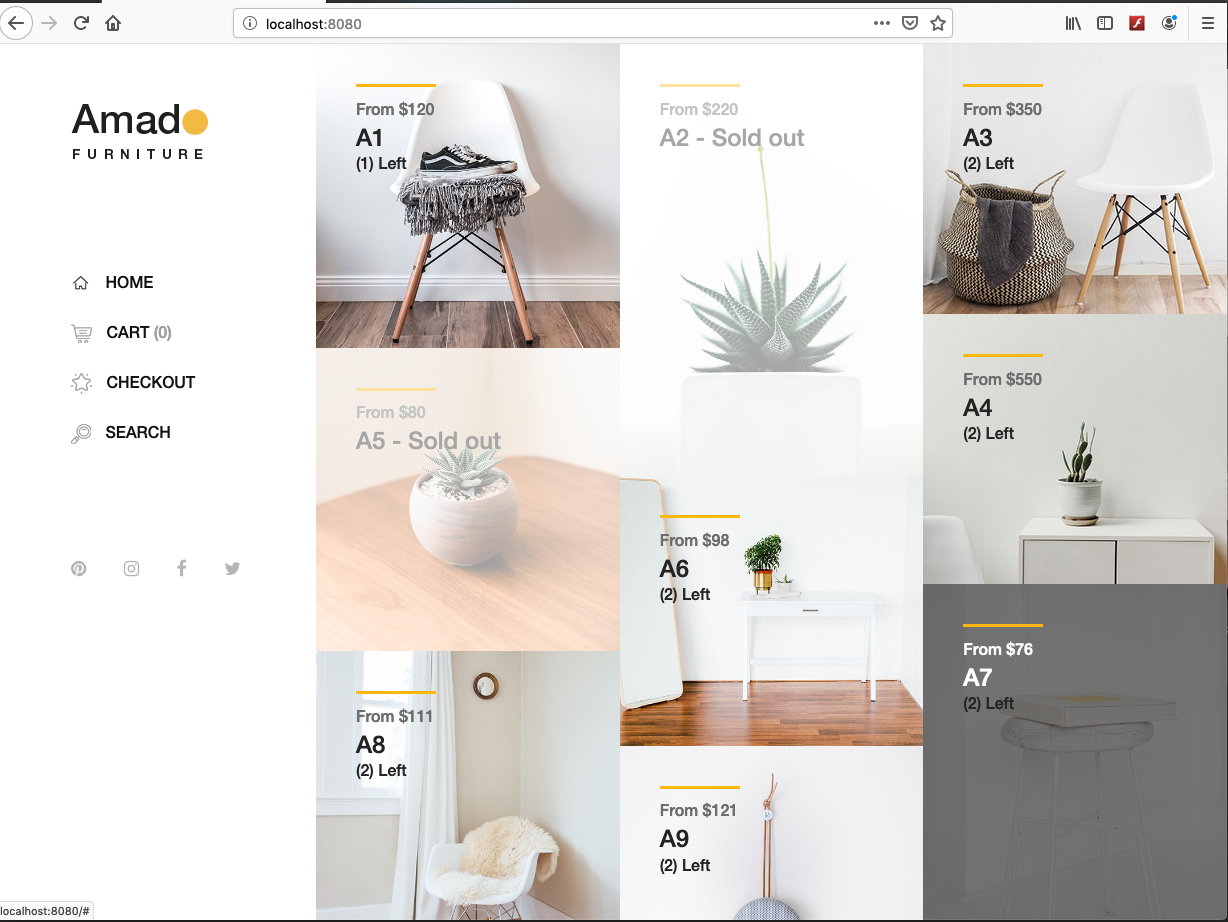 localhost:8080
Amado
FURNITURE
HOME
CART (0)
CHECKOUT
SEARCH
From $120
A1
(1) Left
From $220
A2 - Sold out
From $350
A3
(2) Left
From $550
A4
(2) Left
From $80
A5 - Sold out
From $98
A6
(2) Left
From $76
A7
(2) Left
From $111
A8
(2) Left
From $121
A9
(2) Left
localhost:8080/#